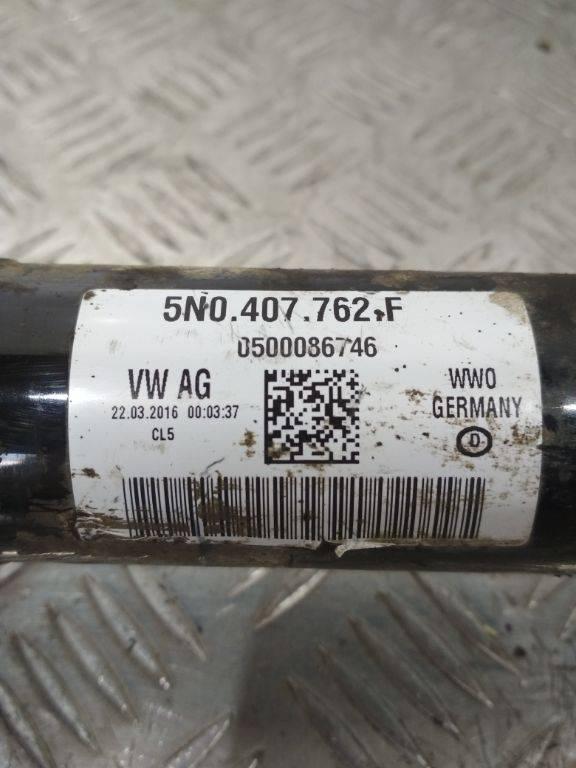 5N0.407.762.F
0500086746
VW AG
22.03.2016 00:03:37
CL5
WWO
GERMANY
D